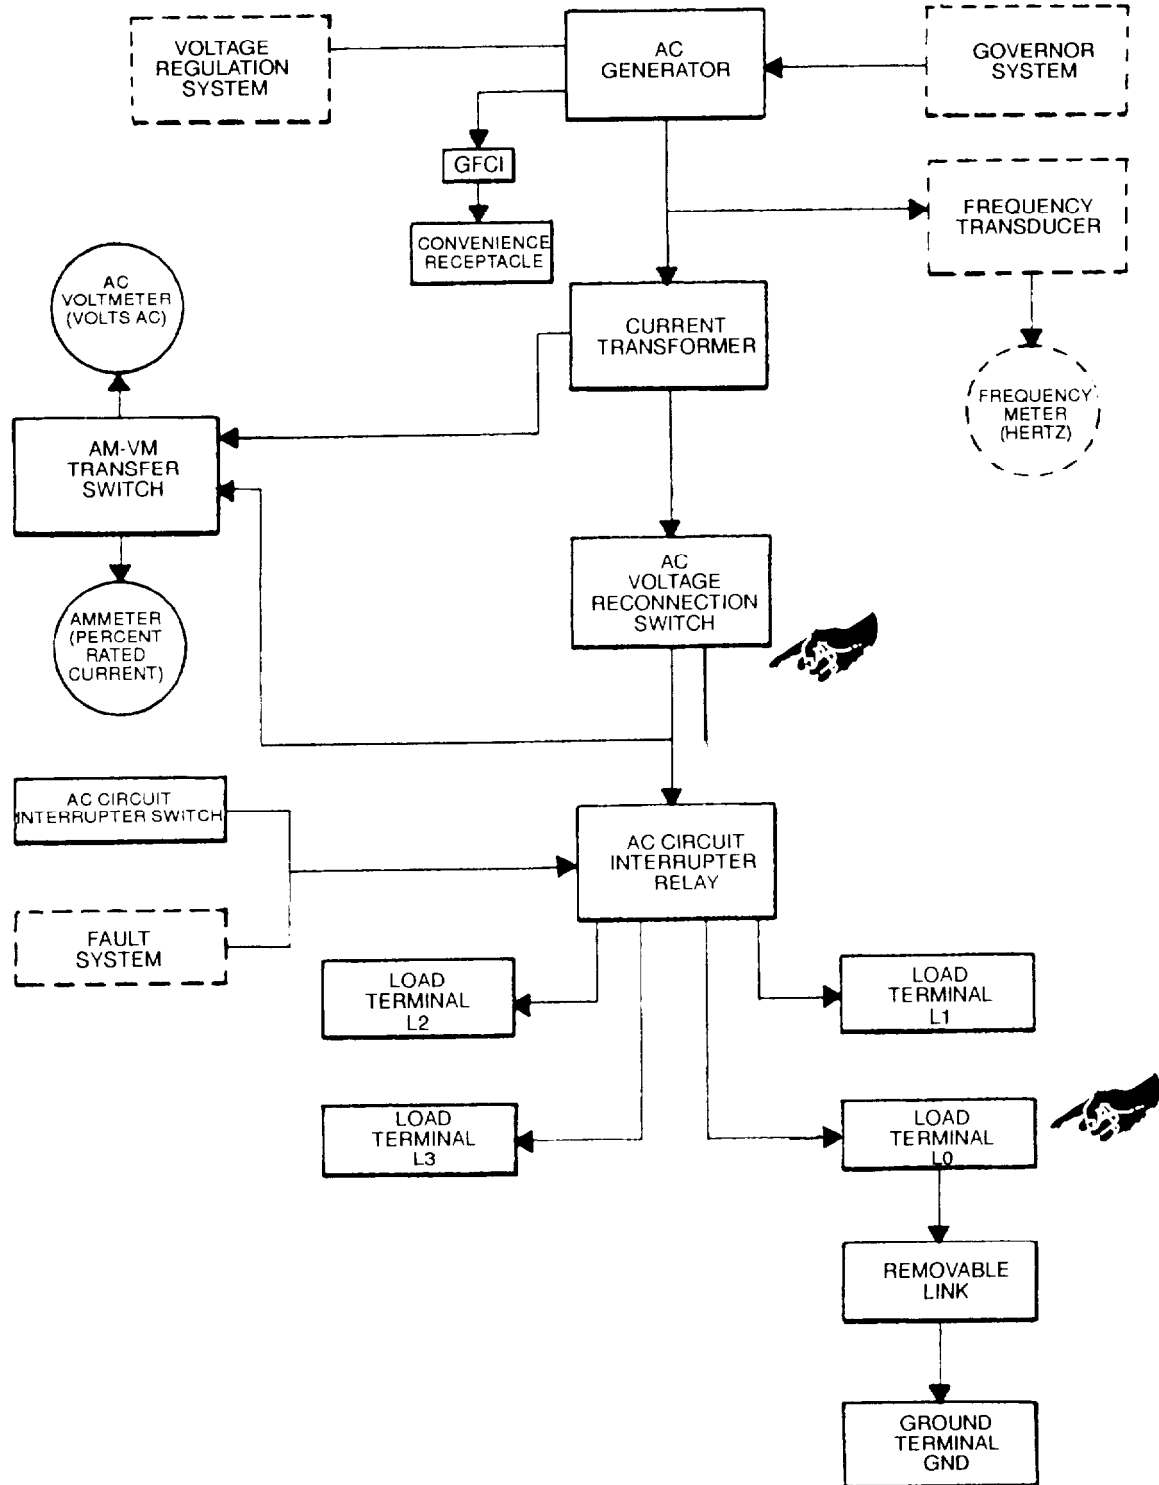 VOLTAGE
REGULATION
SYSTEM
AC
GENERATOR
GOVERNOR
SYSTEM
GFCI
CONVENIENCE
RECEPTACLE
FREQUENCY
TRANSDUCER
AC
VOLTMETER
(VOLTS AC)
CURRENT
TRANSFORMER
FREQUENCY
METER
(HERTZ)
AM-VM
TRANSFER
SWITCH
AC
VOLTAGE
RECONNECTION
SWITCH
AMMETER
(PERCENT
RATED
CURRENT)
AC CIRCUIT
INTERRUPTER SWITCH
AC CIRCUIT
INTERRUPTER
RELAY
FAULT
SYSTEM
LOAD
TERMINAL
L2
LOAD
TERMINAL
L1
LOAD
TERMINAL
L3
LOAD
TERMINAL
L0
REMOVABLE
LINK
GROUND
TERMINAL
GND